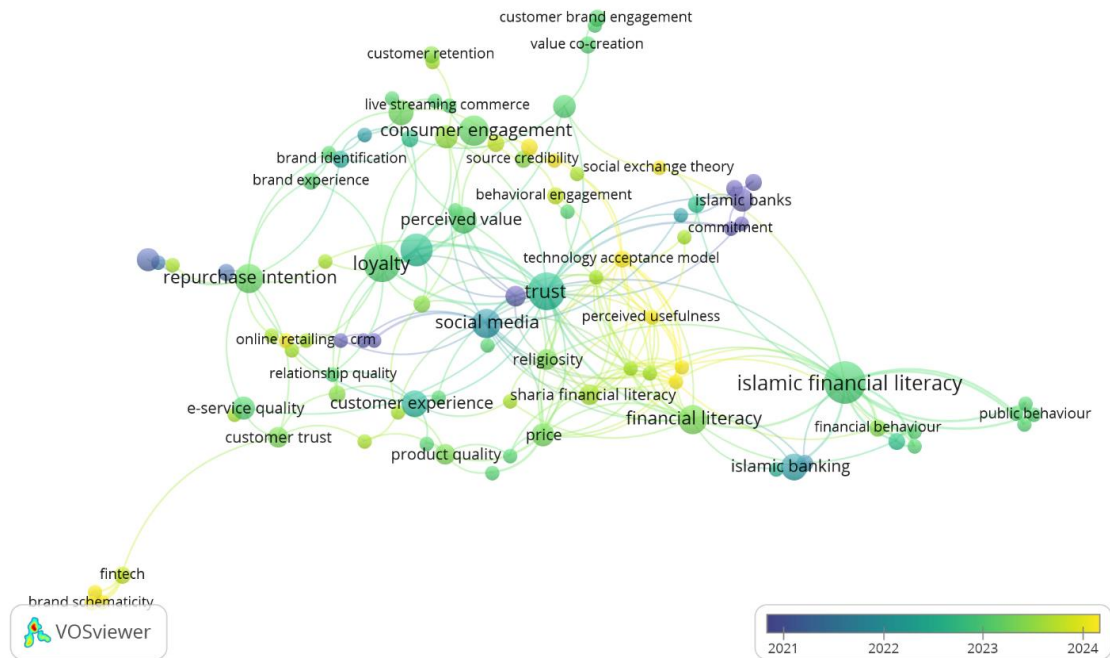 customer brand engagement
value co-creation
customer retention
live streaming commerce
consumer engagement
brand identification
source credibility
social exchange theory
brand experience
behavioral engagement
islamic banks
perceived value
commitment
technology acceptance model
loyalty
repurchase intention
trust
perceived usefulness
social media
online retailing
crm
religiosity
relationship quality
islamic financial literacy
sharia financial literacy
customer experience
e-service quality
financial literacy
public behaviour
financial behaviour
customer trust
price
product quality
islamic banking
fintech
brand schematicity
VOSviewer
2021 2022 2023 2024